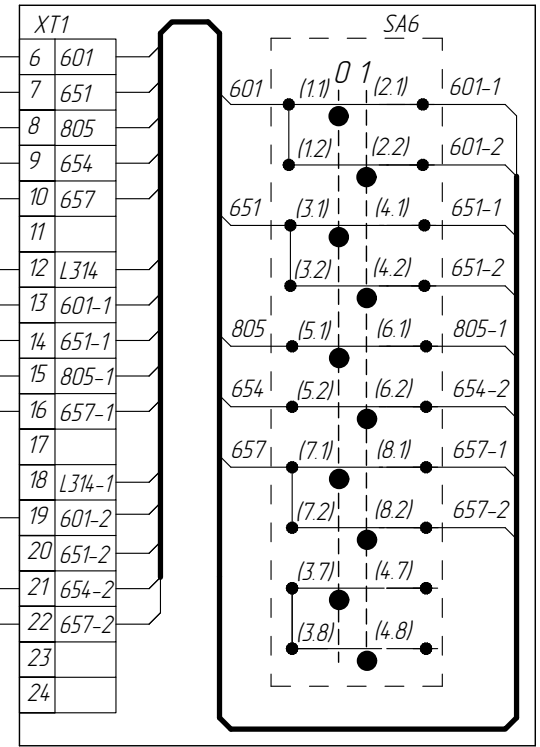 XT1
6 601
7 651
8 805
9 654
10 657
11
12 L314
13 601-1
14 651-1
15 805-1
16 657-1
17
18 L314-1
19 601-2
20 651-2
21 654-2
22 657-2
23
24
SA6
0 1
601 (1.1) (2.1) 601-1
(1.2) (2.2) 601-2
651 (3.1) (4.1) 651-1
(3.2) (4.2) 651-2
805 (5.1) (6.1) 805-1
654 (5.2) (6.2) 654-2
657 (7.1) (8.1) 657-1
(7.2) (8.2) 657-2
(3.7) (4.7)
(3.8) (4.8)